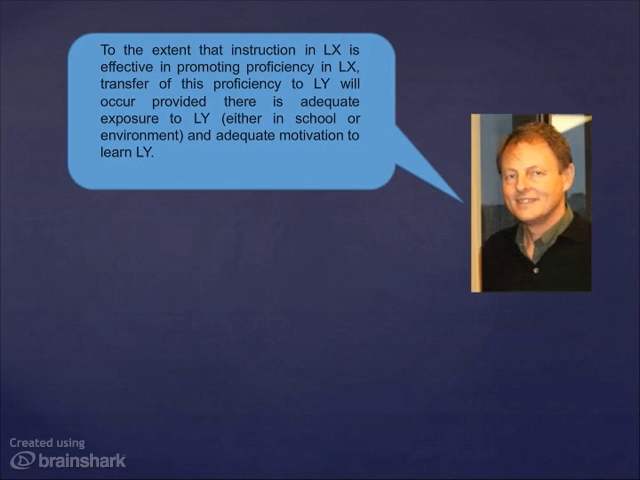 To the extent that instruction in LX is
effective in promoting proficiency in LX,
transfer of this proficiency to LY will
occur provided there is adequate
exposure to LY (either in school or
environment) and adequate motivation to
learn LY.
Created using
brainshark